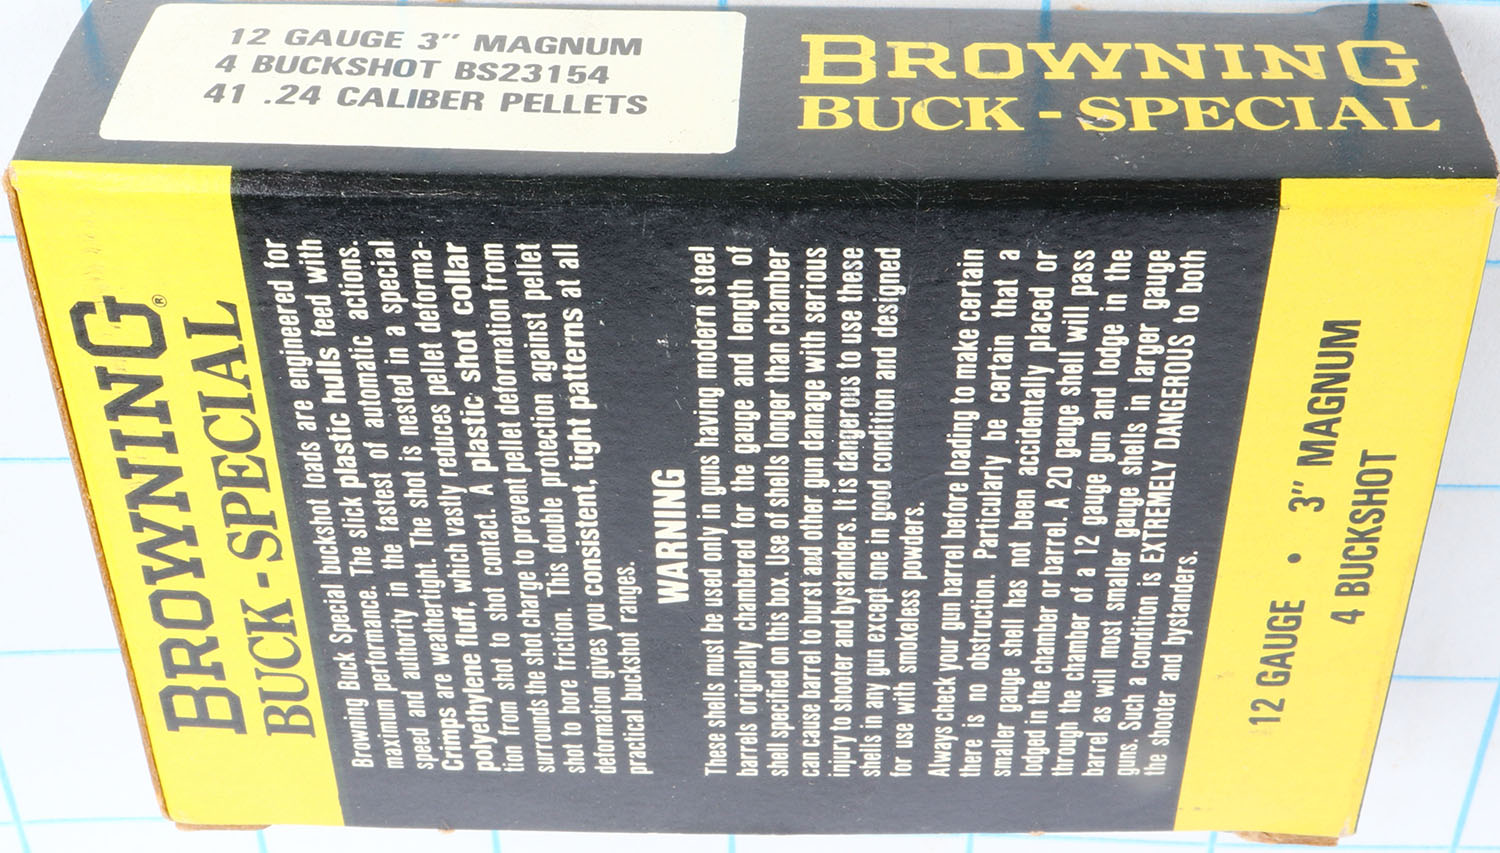 12 GAUGE 3" MAGNUM
4 BUCKSHOT BS23154
41 .24 CALIBER PELLETS
BROWNING
BUCK-SPECIAL
BROWNING®
BUCK-SPECIAL
Browning Buck Special buckshot loads are engineered for
maximum performance. The slick plastic hulls feed with
speed and authority in the fastest of automatic actions.
Crimps are weathertight. The shot is nested in a special
polyethylene fluff, which vastly reduces pellet deforma-
tion from shot to shot contact. A plastic shot collar
surrounds the shot charge to prevent pellet deformation from
shot to bore friction. This double protection against pellet
deformation gives you consistent, tight patterns at all
practical buckshot ranges.
WARNING
These shells must be used only in guns having modern steel
barrels originally chambered for the gauge and length of
shell specified on this box. Use of shells longer than chamber
can cause barrel to burst and other gun damage with serious
injury to shooter and bystanders. It is dangerous to use these
shells in any gun except one in good condition and designed
for use with smokeless powders.
Always check your gun barrel before loading to make certain
there is no obstruction. Particularly be certain that a
smaller gauge shell has not been accidentally placed or
lodged in the chamber or barrel. A 20 gauge shell will pass
through the chamber of a 12 gauge gun and lodge in the
barrel as will most smaller gauge shells in larger gauge
guns. Such a condition is EXTREMELY DANGEROUS to both
the shooter and bystanders.
12 GAUGE • 3" MAGNUM
4 BUCKSHOT